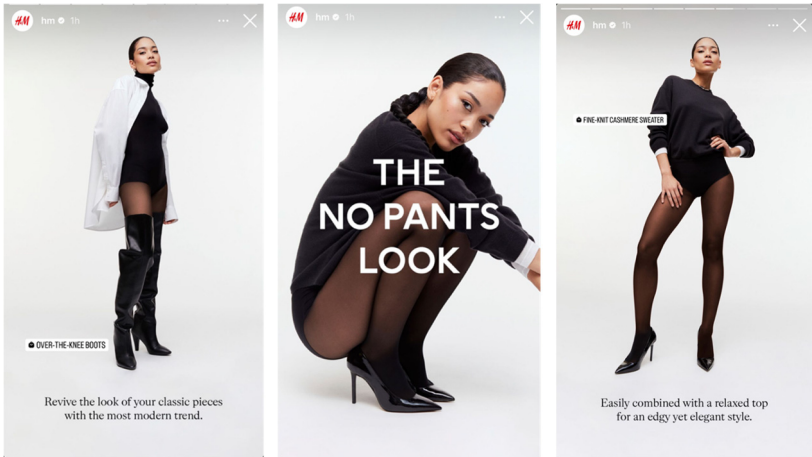 H&M
hm 1h
OVER-THE-KNEE BOOTS
Revive the look of your classic pieces
with the most modern trend.
H&M
hm 1h
THE
NO PANTS
LOOK
H&M
hm 1h
FINE-KNIT CASHMERE SWEATER
Easily combined with a relaxed top
for an edgy yet elegant style.